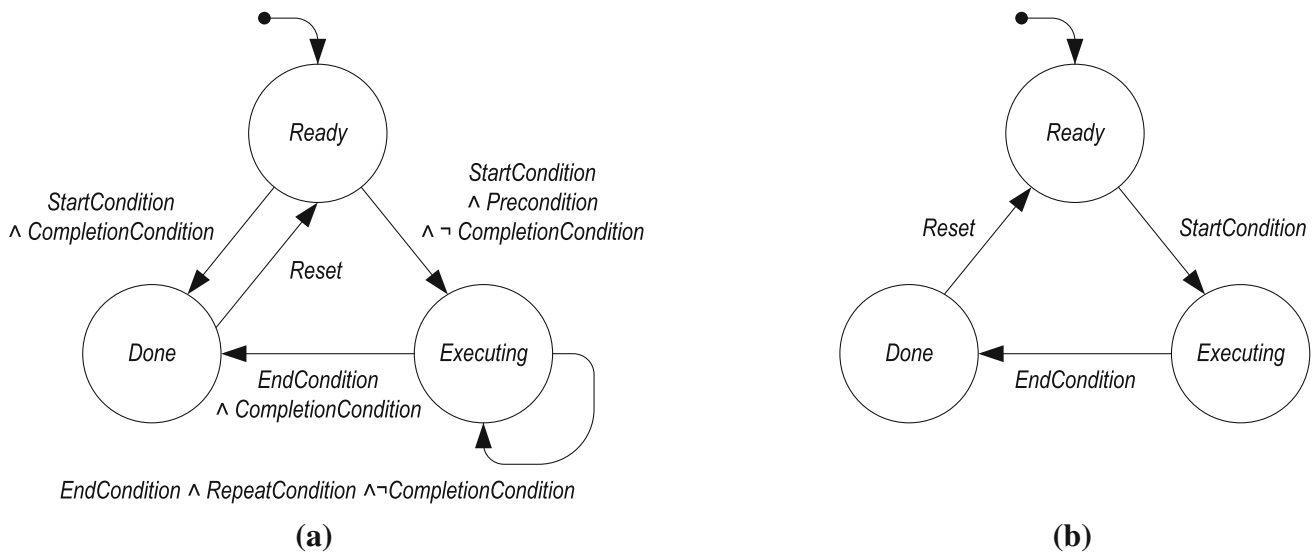 Ready
StartCondition
∧ CompletionCondition
StartCondition
∧ Precondition
∧ ¬ CompletionCondition
Reset
Done
Executing
EndCondition
∧ CompletionCondition
EndCondition ∧ RepeatCondition ∧¬CompletionCondition
(a)
Ready
Reset
StartCondition
Done
Executing
EndCondition
(b)